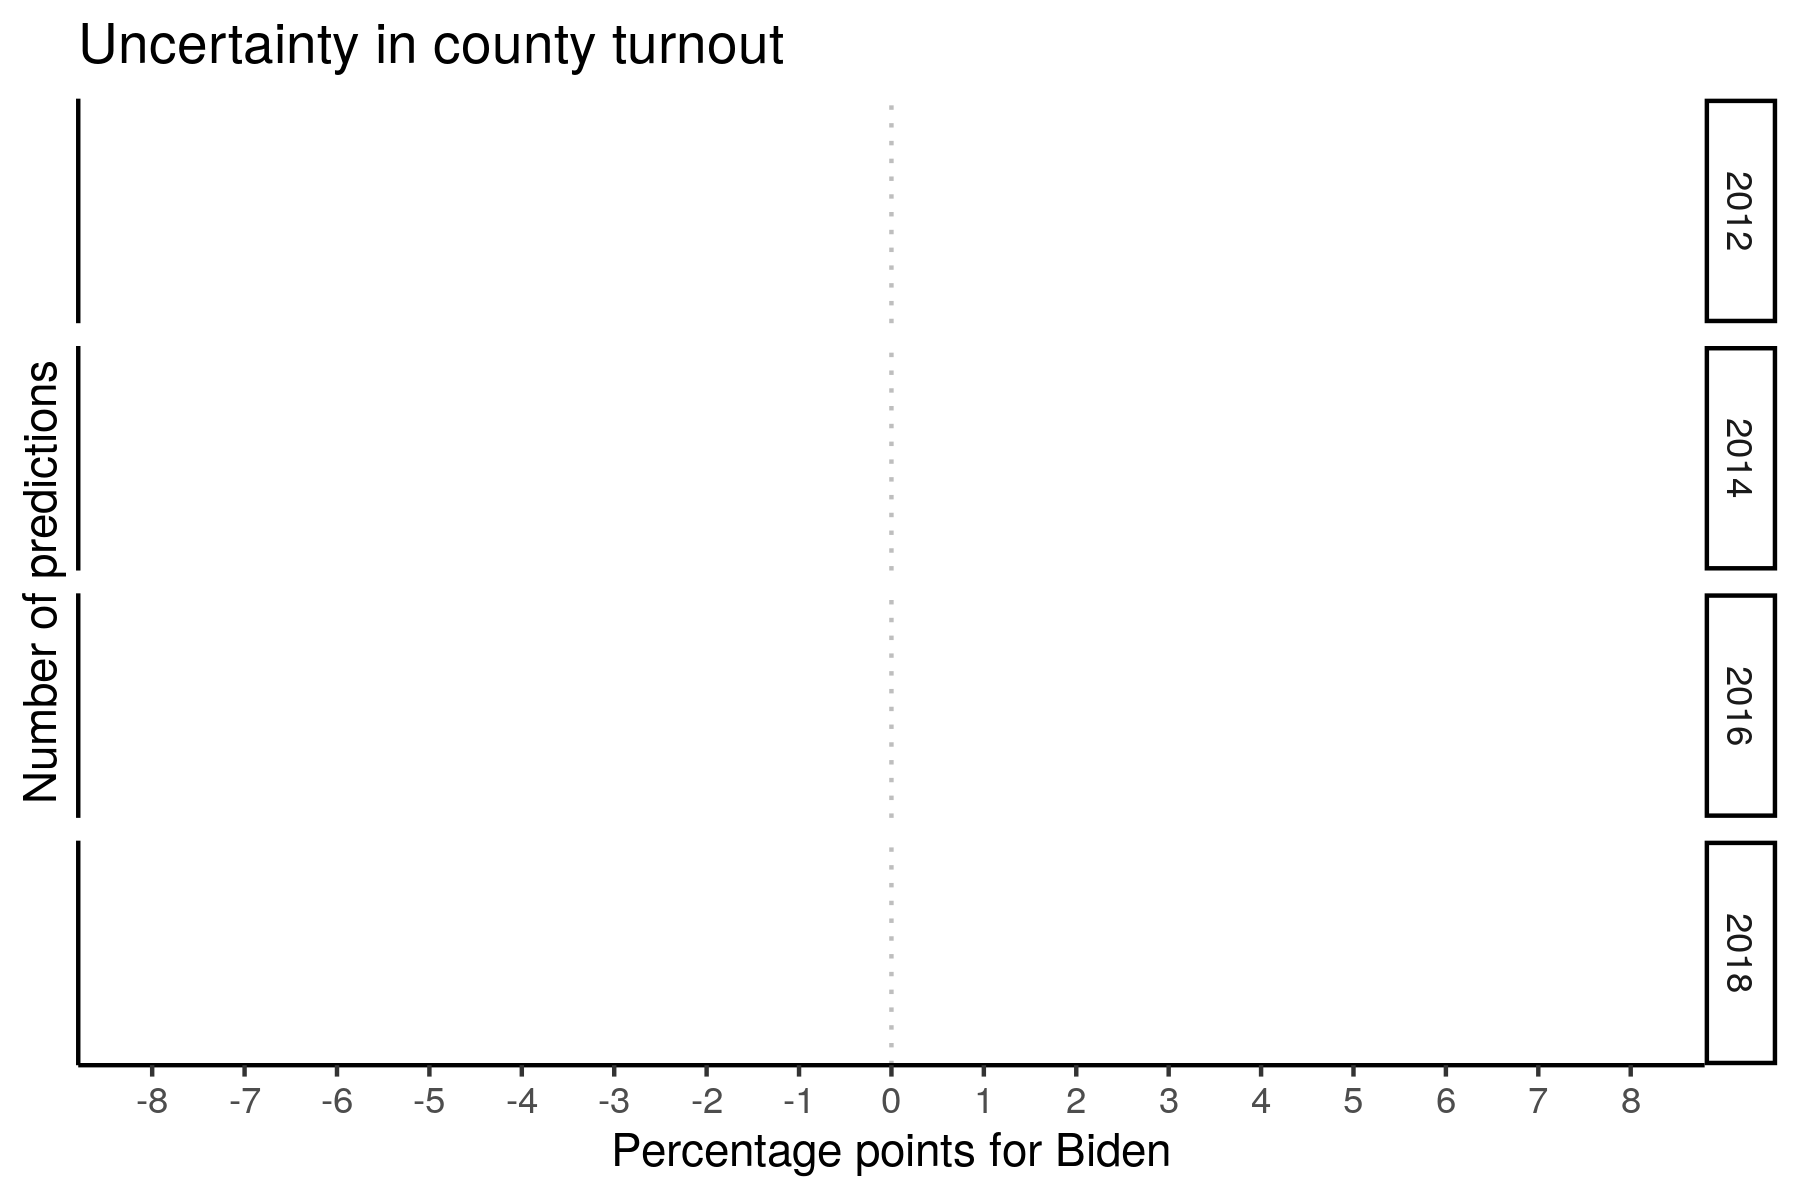 Uncertainty in county turnout
Number of predictions
2012
2014
2016
2018
-8 -7 -6 -5 -4 -3 -2 -1 0 1 2 3 4 5 6 7 8
Percentage points for Biden